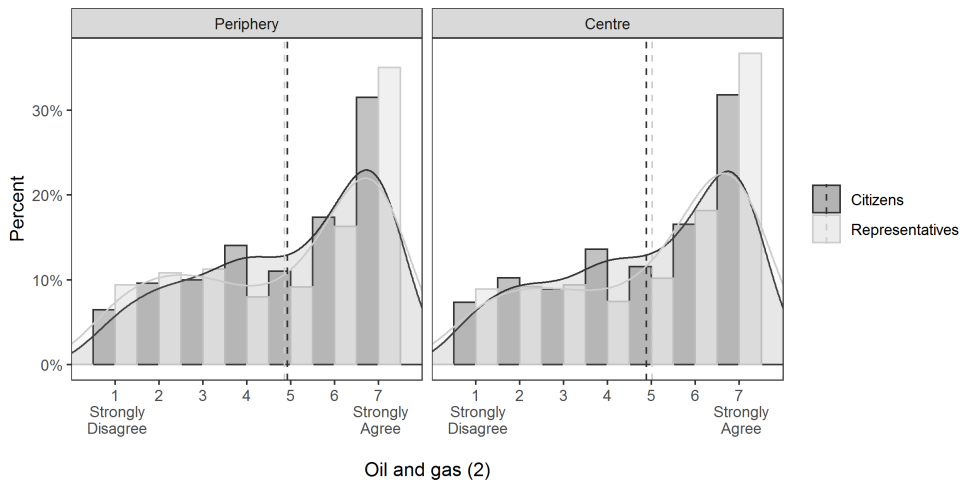 Periphery
Centre
Percent
30%
20%
10%
0%
1 2 3 4 5 6 7
Strongly Disagree
Strongly Agree
1 2 3 4 5 6 7
Strongly Disagree
Strongly Agree
Oil and gas (2)
Citizens
Representatives